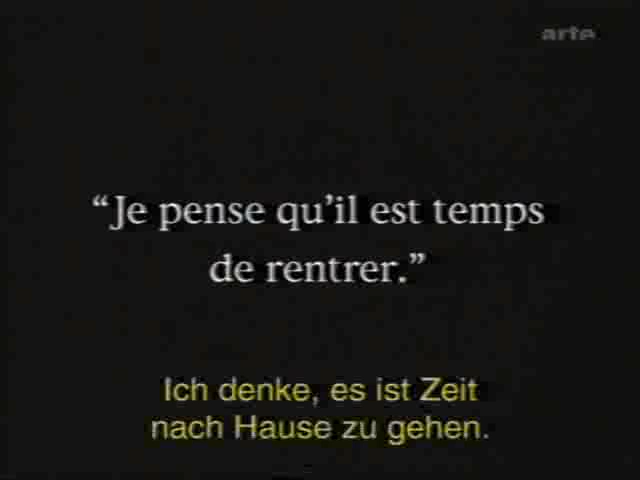 arte
“Je pense qu’il est temps
de rentrer.”
Ich denke, es ist Zeit
nach Hause zu gehen.